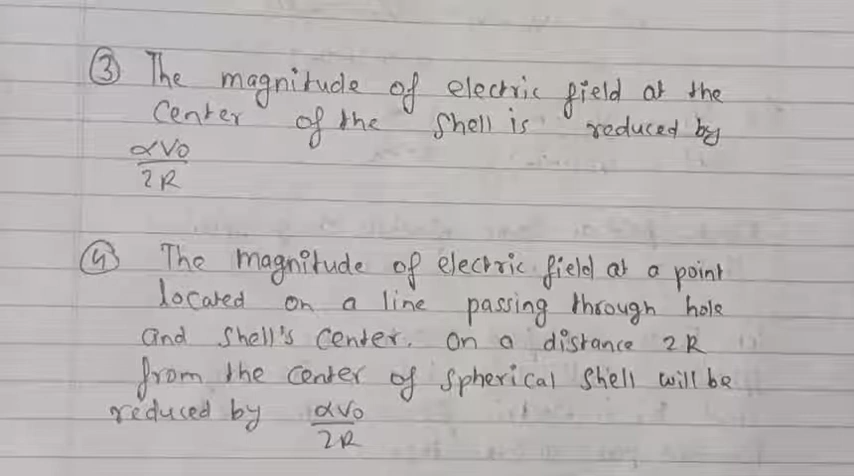 ③ The magnitude of electric field at the
Center of the Shell is reduced by
αV0
2R
④ The magnitude of electric field at a point
located on a line passing through hole
and shell's Center. On a distance 2R
from the center of spherical shell will be
reduced by αV0
2R